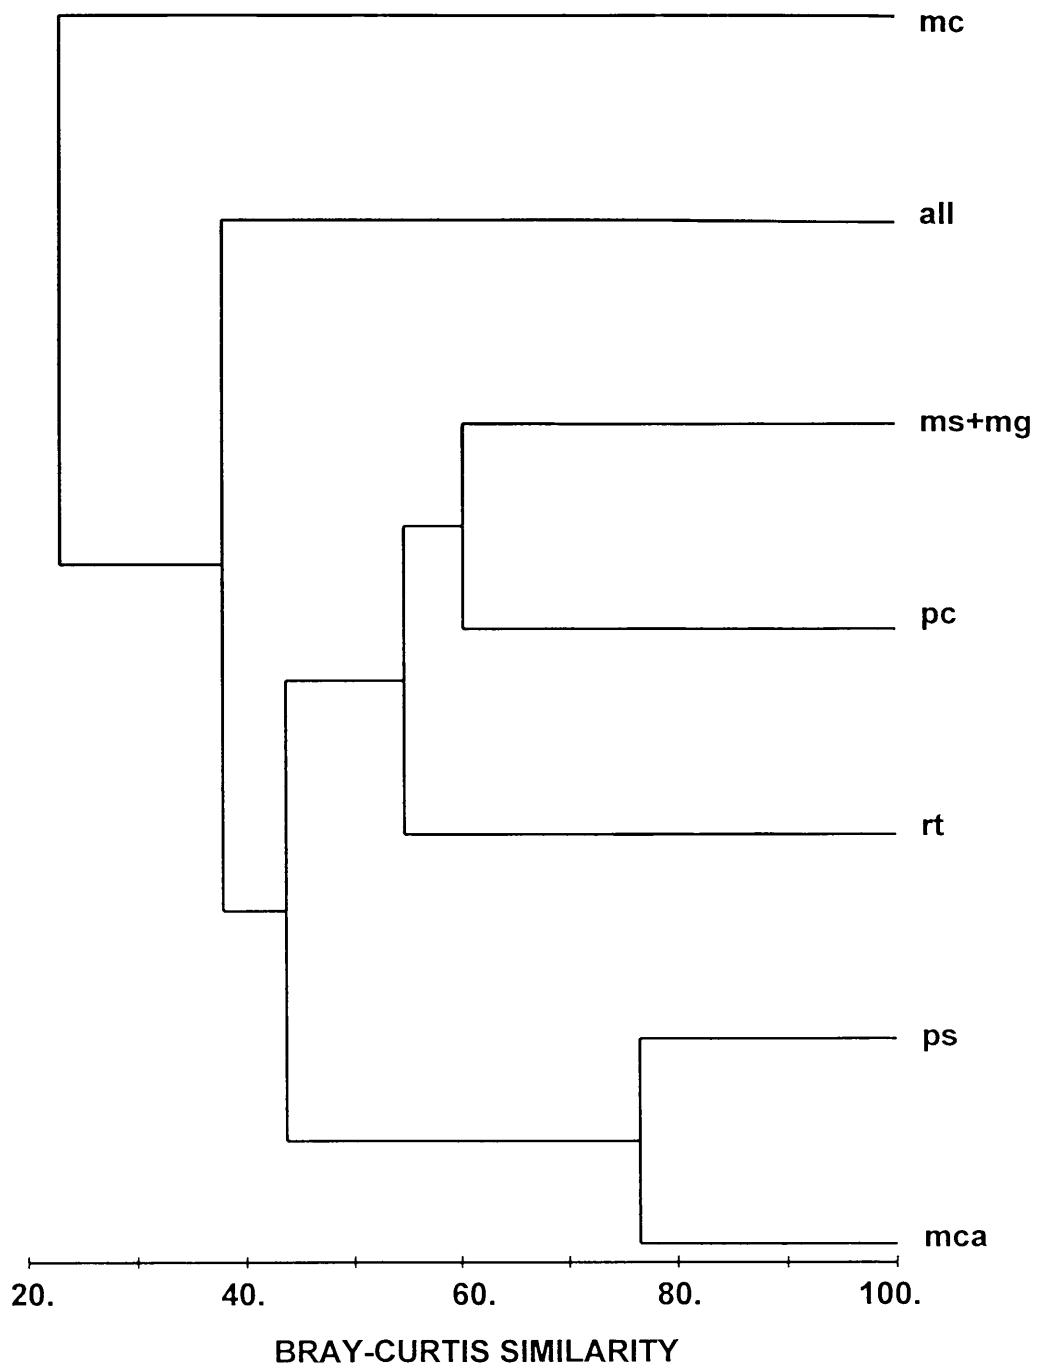 mc
all
ms+mg
pc
rt
ps
mca
20. 40. 60. 80. 100.
BRAY-CURTIS SIMILARITY